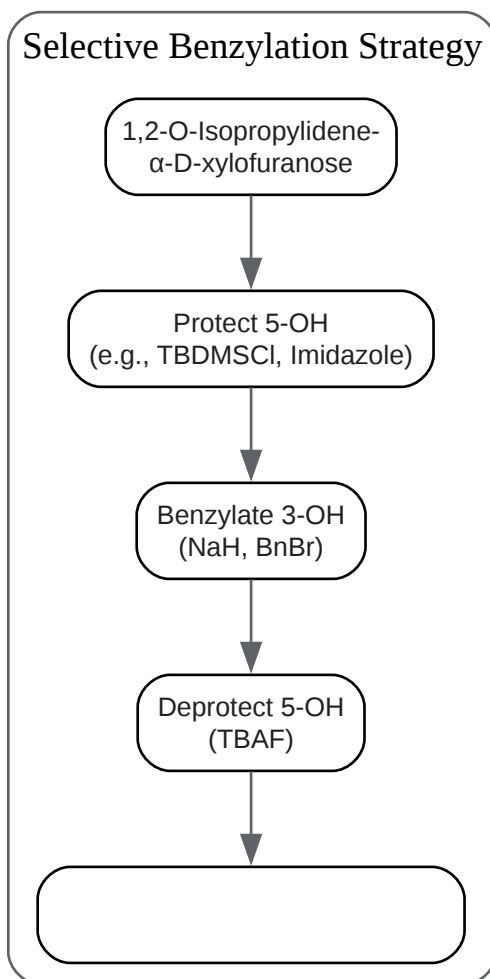 Selective Benzylation Strategy
1,2-O-Isopropylidene-
α-D-xylofuranose
Protect 5-OH
(e.g., TBDMSCl, Imidazole)
Benzylate 3-OH
(NaH, BnBr)
Deprotect 5-OH
(TBAF)